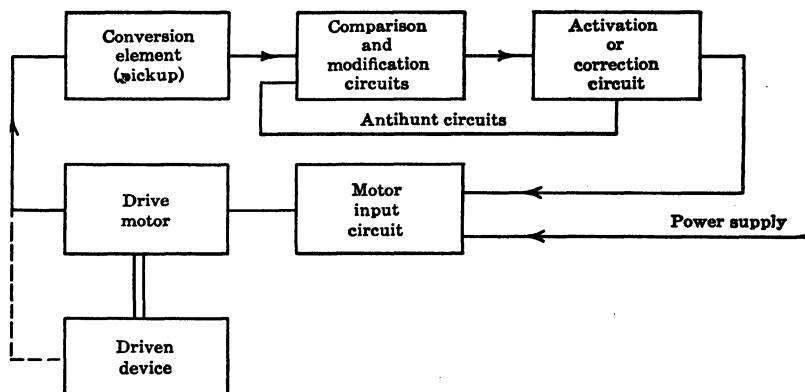 Conversion
element
(pickup)
Comparison
and
modification
circuits
Activation
or
correction
circuit
Antihunt circuits
Drive
motor
Motor
input
circuit
Power supply
Driven
device